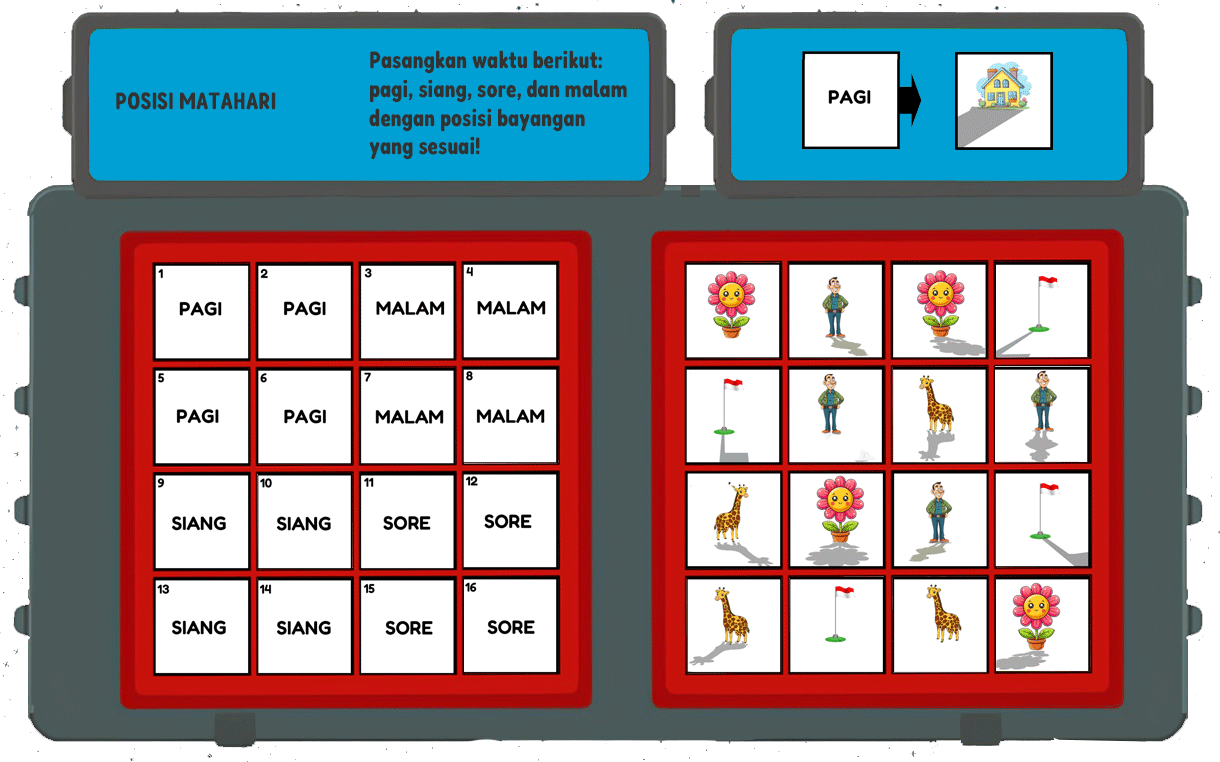 POSISI MATAHARI
Pasangkan waktu berikut:
pagi, siang, sore, dan malam
dengan posisi bayangan
yang sesuai!
PAGI
1
PAGI
2
PAGI
3
MALAM
4
MALAM
5
PAGI
6
PAGI
7
MALAM
8
MALAM
9
SIANG
10
SIANG
11
SORE
12
SORE
13
SIANG
14
SIANG
15
SORE
16
SORE